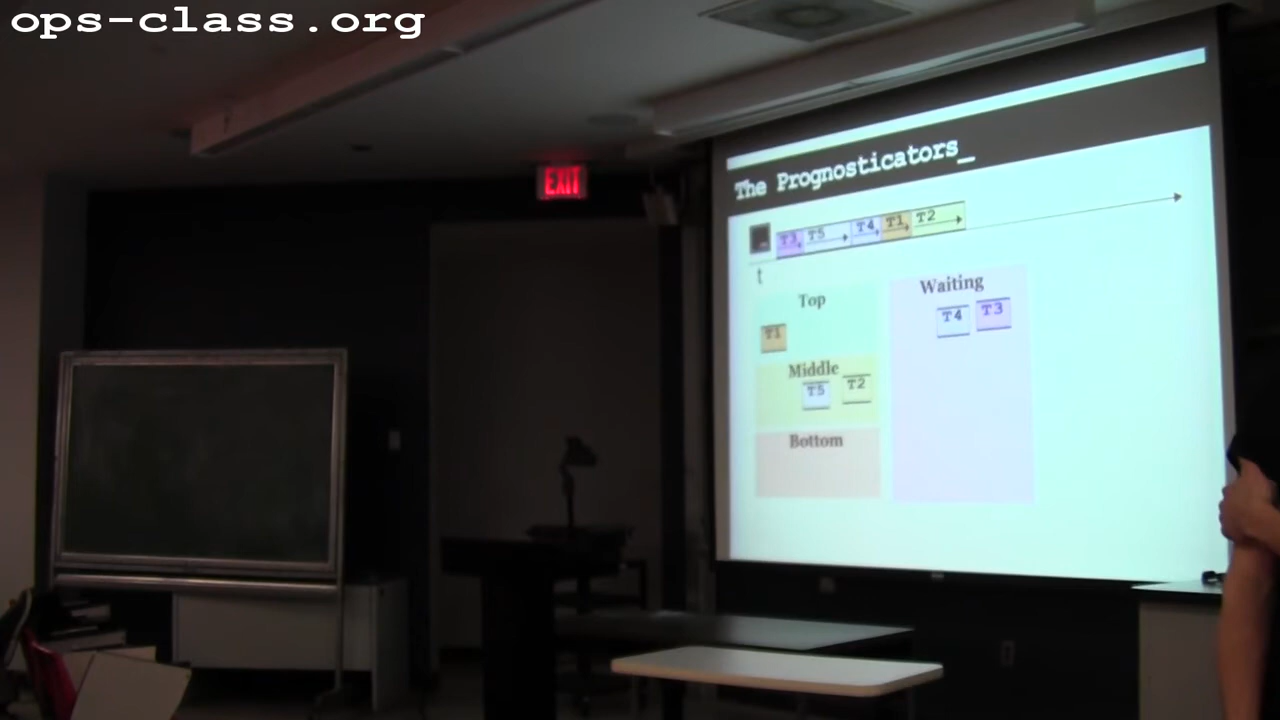 ops-class.org
EXIT
The Prognosticators_
T3 T5 T4 T1 T2
t
Top
Waiting
T4 T3
T1
Middle
T5 T2
Bottom